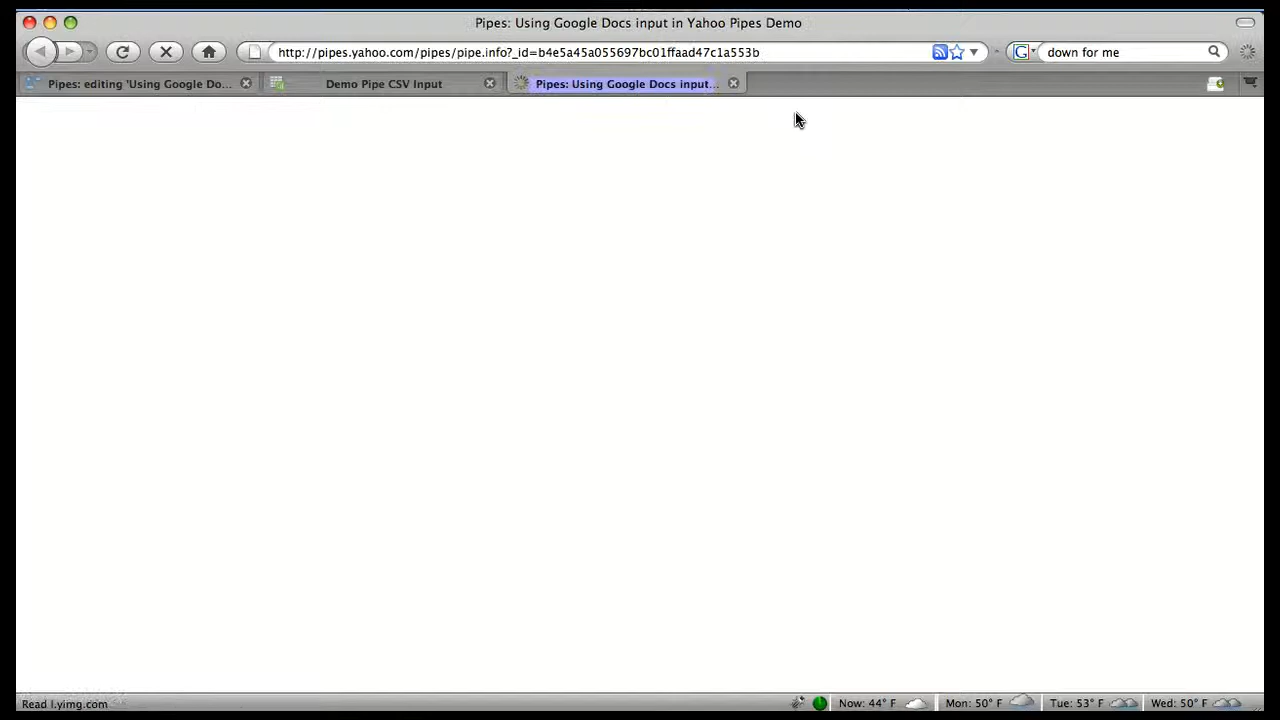 Pipes: Using Google Docs input in Yahoo Pipes Demo
http://pipes.yahoo.com/pipes/pipe.info?_id=b4e5a45a055697bc01ffaad47c1a553b
G
down for me
Pipes: editing 'Using Google Do...
Demo Pipe CSV Input
Pipes: Using Google Docs input...
Read l.yimg.com
Now: 44° F
Mon: 50° F
Tue: 53° F
Wed: 50° F